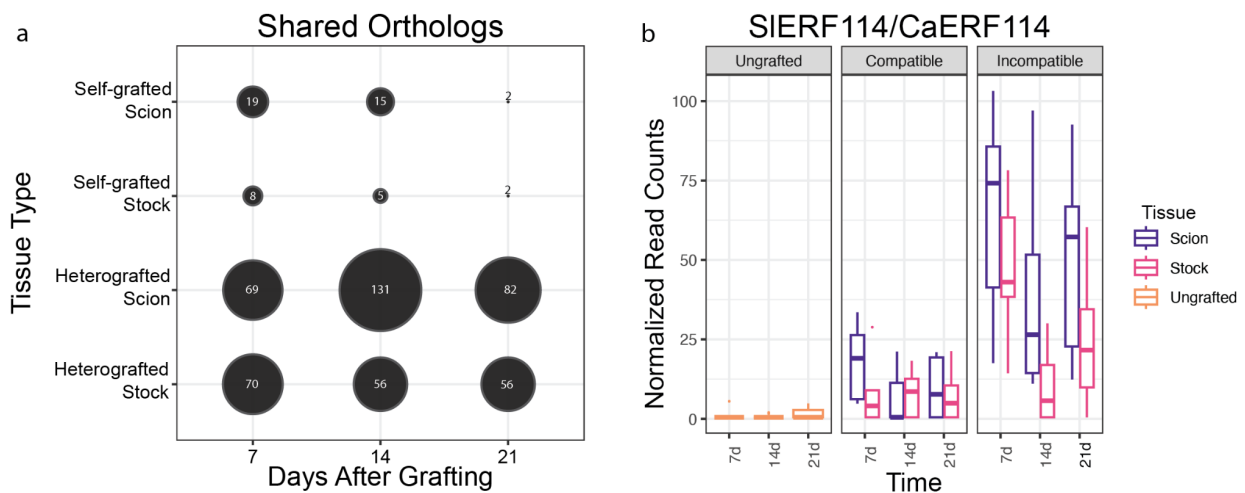 a
Shared Orthologs
Tissue Type
Self-grafted
Scion
19
15
2
Self-grafted
Stock
8
5
2
Heterografted
Scion
69
131
82
Heterografted
Stock
70
56
56
7
14
21
Days After Grafting
b
SlERF114/CaERF114
Ungrafted
Compatible
Incompatible
Normalized Read Counts
100
75
50
25
0
7d
14d
21d
7d
14d
21d
7d
14d
21d
Time
Tissue
Scion
Stock
Ungrafted